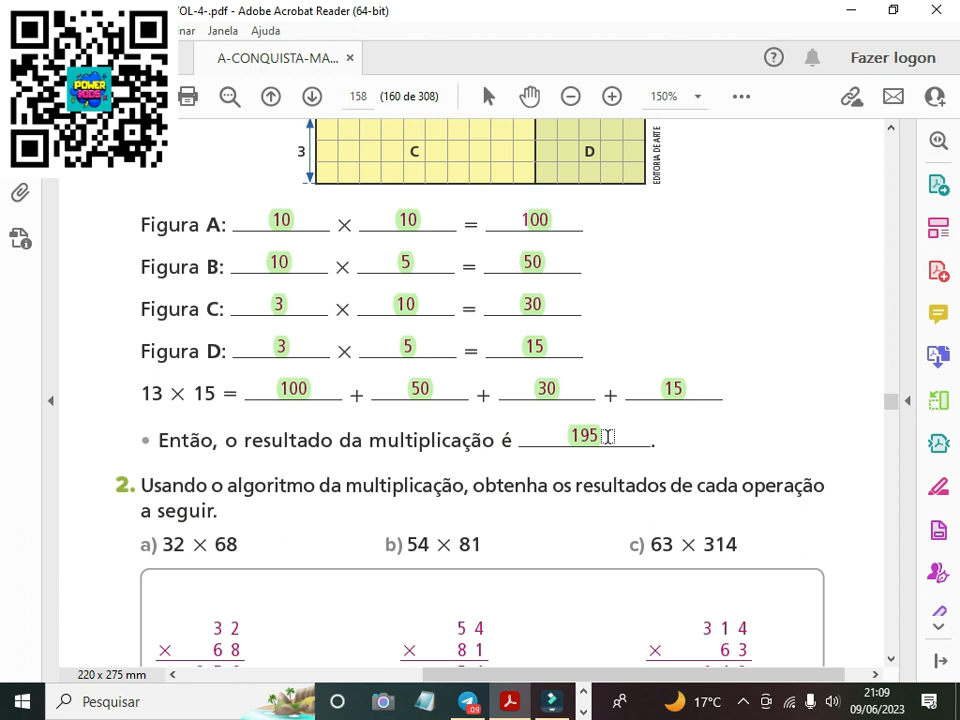 OL-4-.pdf - Adobe Acrobat Reader (64-bit)
Janela Ajuda
A-CONQUISTA-MA... ×
Fazer logon
158 (160 de 308) 150%
POWER KIDS
3 C D
EDITORIA DE ARTE
Figura A: 10 × 10 = 100
Figura B: 10 × 5 = 50
Figura C: 3 × 10 = 30
Figura D: 3 × 5 = 15
13 × 15 = 100 + 50 + 30 + 15
• Então, o resultado da multiplicação é 195.
2. Usando o algoritmo da multiplicação, obtenha os resultados de cada operação
a seguir.
a) 32 × 68 b) 54 × 81 c) 63 × 314
3 2 5 4 3 1 4
× 6 8 × 8 1 × 6 3
220 x 275 mm
Pesquisar 09 17°C 21:09
09/06/2023